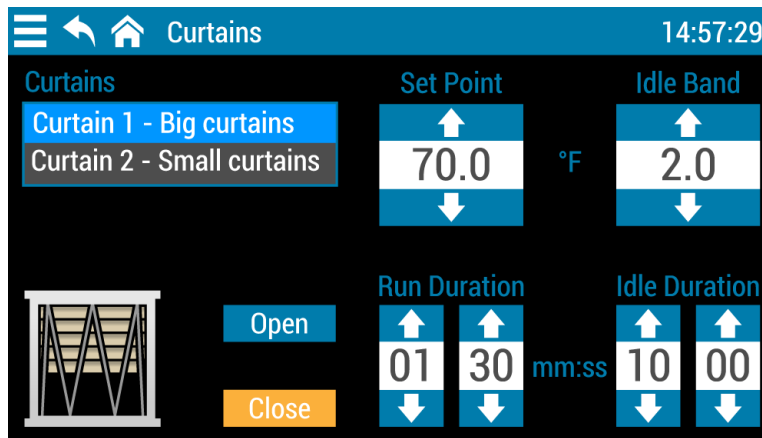 Curtains 14:57:29
Curtains Set Point Idle Band
Curtain 1 - Big curtains
Curtain 2 - Small curtains 70.0 °F 2.0
Run Duration Idle Duration
Open
01 30 mm:ss 10 00
Close